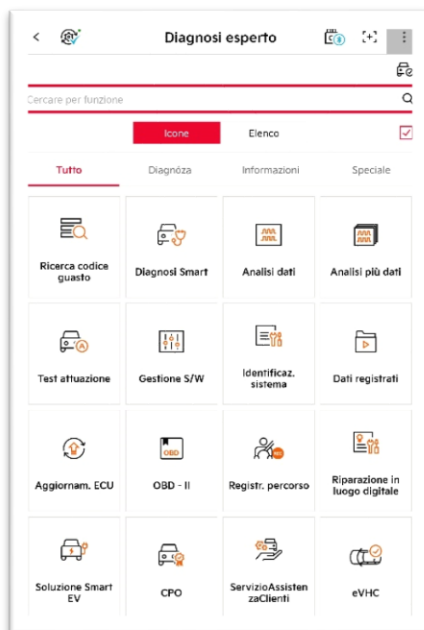 Diagnosi esperto
Cercare per funzione
Icone
Elenco
Tutto
Diagnóza
Informazioni
Speciale
Ricerca codice
guasto
Diagnosi Smart
Analisi dati
Analisi più dati
Test attuazione
Gestione S/W
Identificaz.
sistema
Dati registrati
Aggiornam. ECU
OBD
OBD - II
Registr. percorso
Riparazione in
luogo digitale
Soluzione Smart
EV
CPO
ServizioAssisten
zaClienti
eVHC